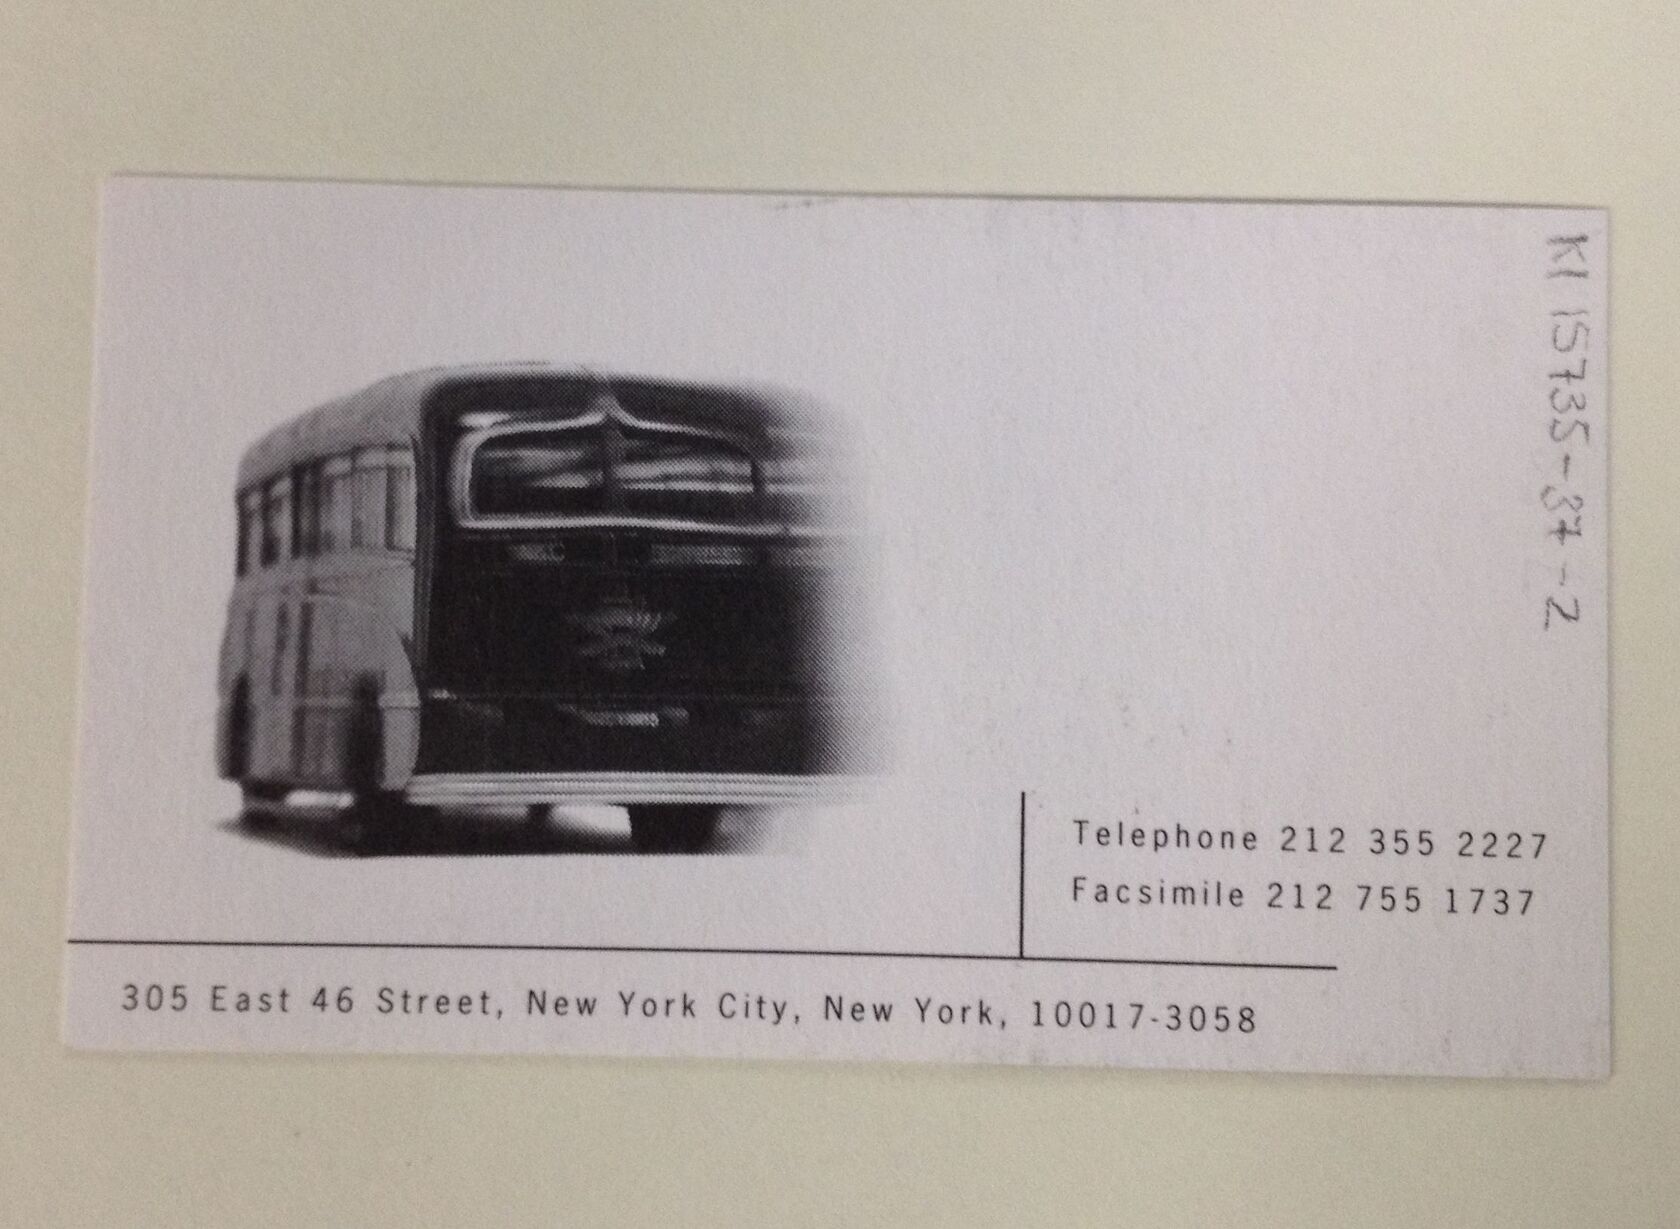 KI 15735-37-2
Telephone 212 355 2227
Facsimile 212 755 1737
305 East 46 Street, New York City, New York, 10017-3058